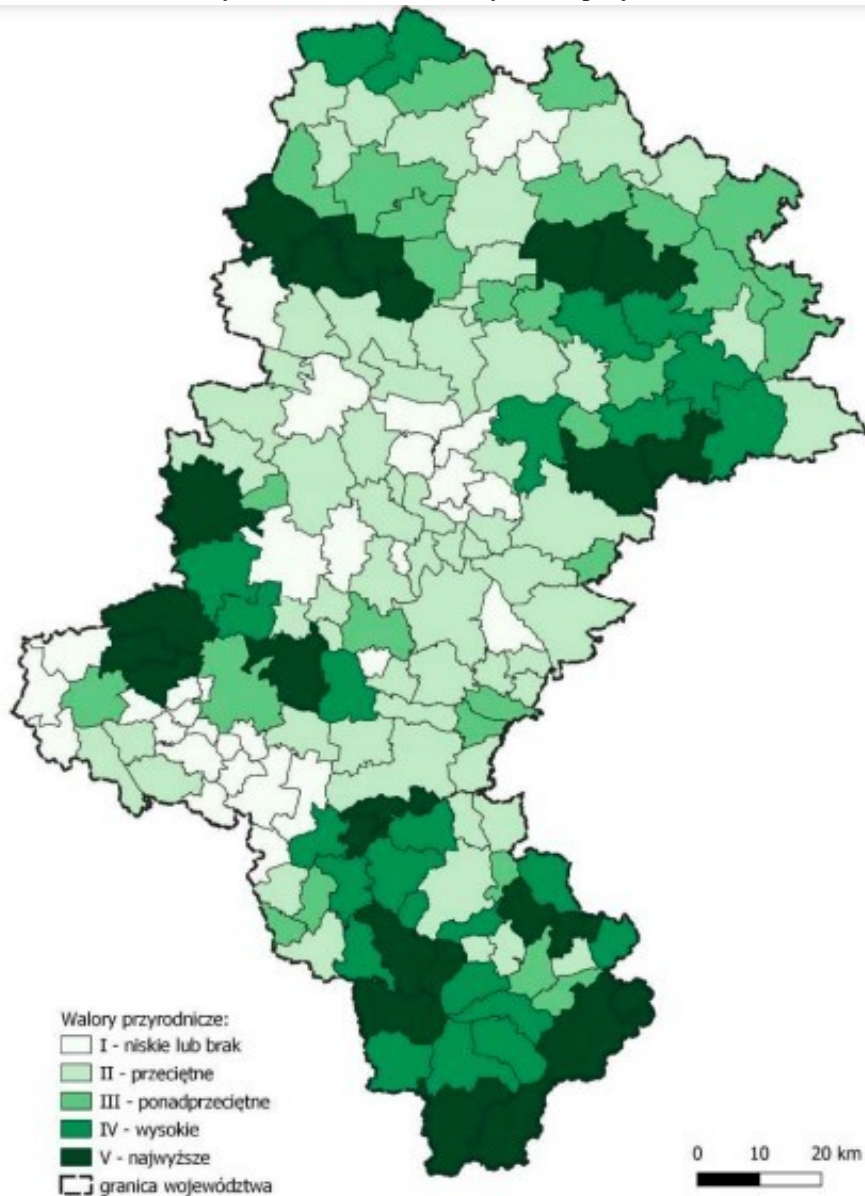 Walory przyrodnicze:
I - niskie lub brak
II - przeciętne
III - ponadprzeciętne
IV - wysokie
V - najwyższe
granica województwa
0 10 20 km